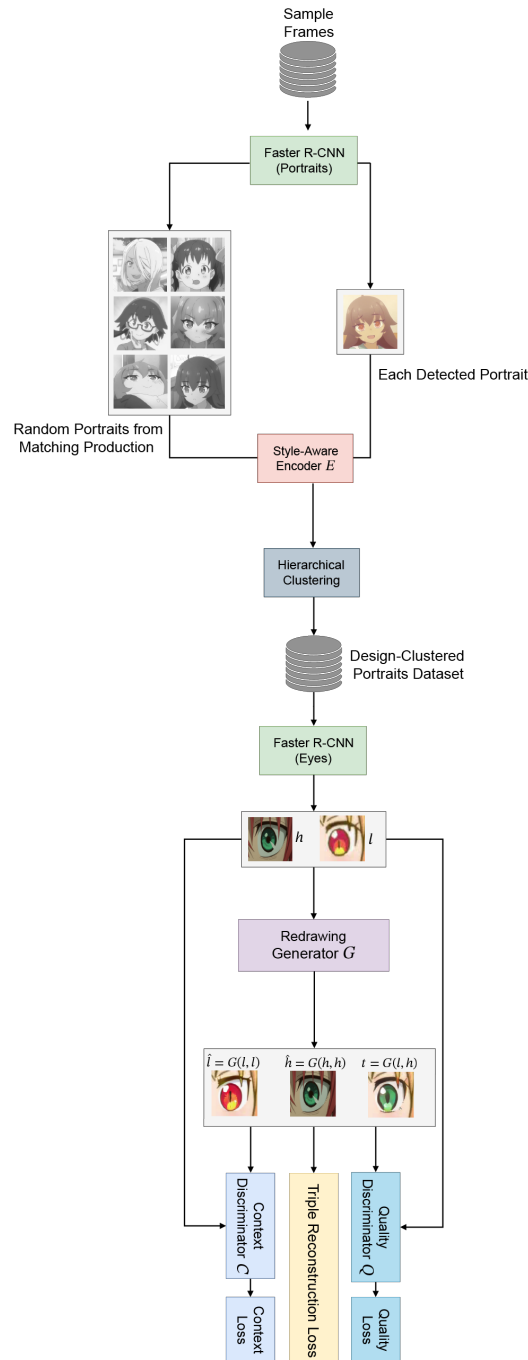 Sample
Frames
Faster R-CNN
(Portraits)
Each Detected Portrait
Random Portraits from
Matching Production
Style-Aware
Encoder E
Hierarchical
Clustering
Design-Clustered
Portraits Dataset
Faster R-CNN
(Eyes)
h
l
Redrawing
Generator G
l̂ = G(l, l)
ĥ = G(h, h)
t = G(l, h)
Context
Discriminator C
Triple Reconstruction Loss
Quality
Discriminator Q
Context
Loss
Quality
Loss